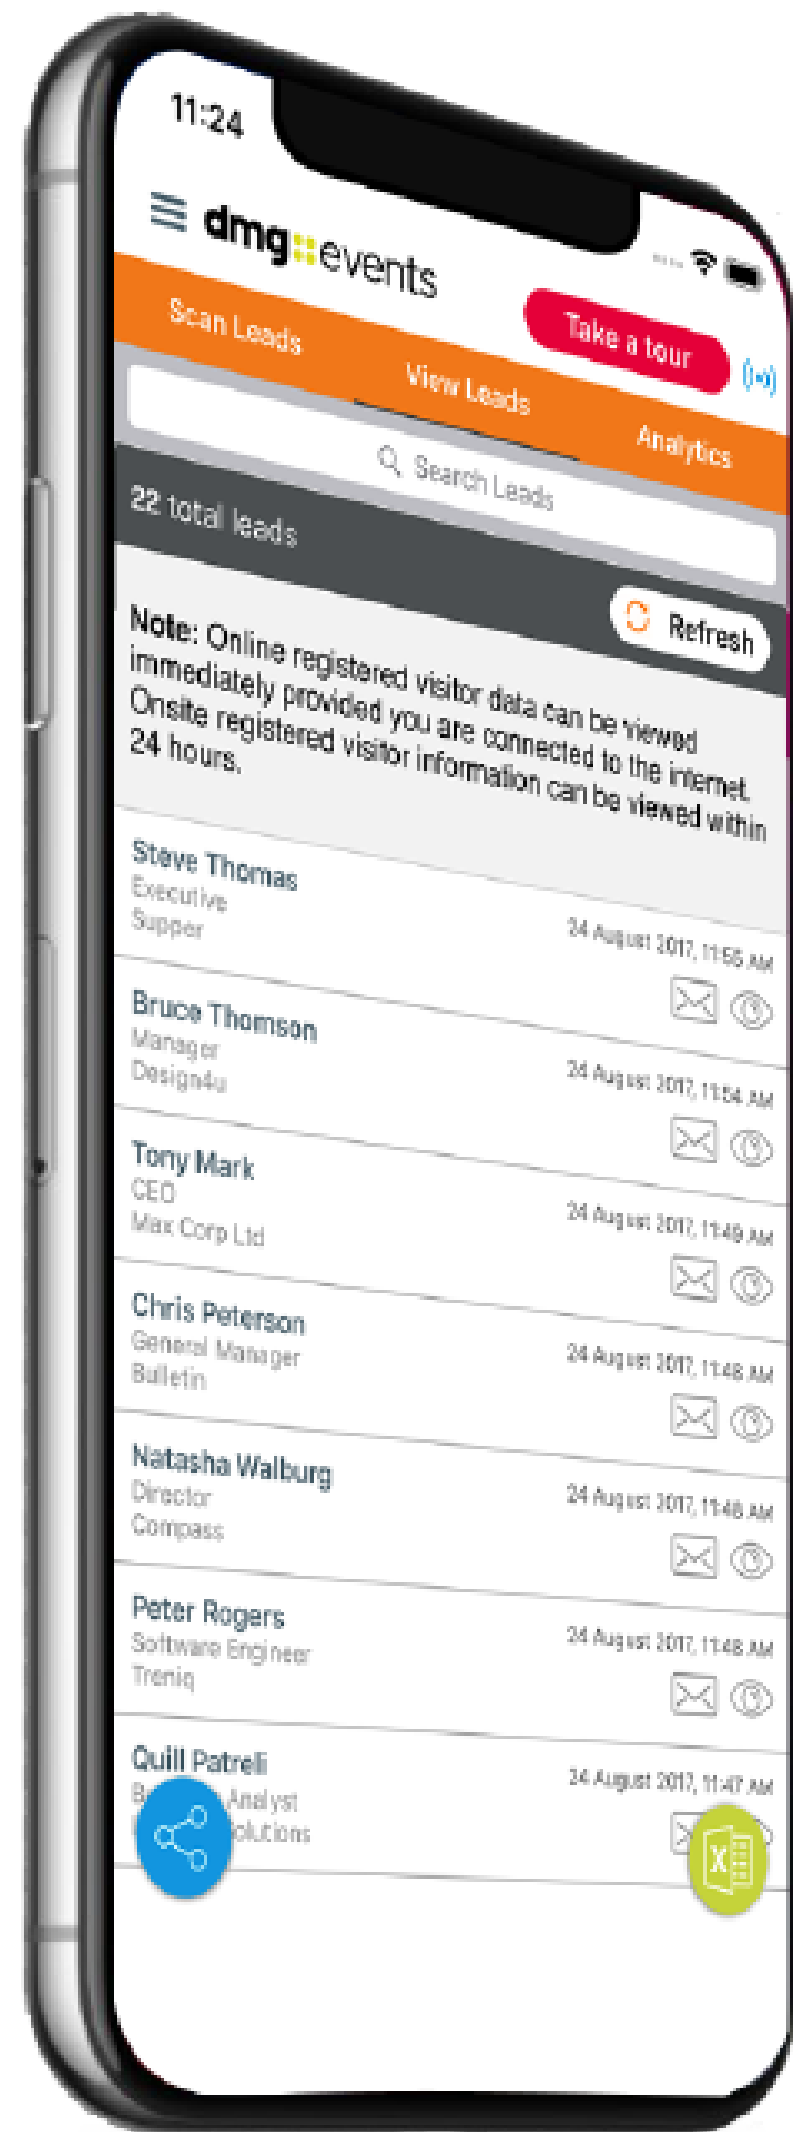 11:24
dmg::events
Take a tour
Scan Leads
View Leads
Analytics
Search Leads
22 total leads
Refresh
Note: Online registered visitor data can be viewed
immediately provided you are connected to the internet.
Onsite registered visitor information can be viewed within
24 hours.
Steve Thomas
Executive
Supper
24 August 2017, 11:56 AM
Bruce Thomson
Manager
Design4u
24 August 2017, 11:54 AM
Tony Mark
CEO
Max Corp Ltd
24 August 2017, 11:49 AM
Chris Peterson
General Manager
Bulletin
24 August 2017, 11:48 AM
Natasha Walburg
Director
Compass
24 August 2017, 11:48 AM
Peter Rogers
Software Engineer
Treniq
24 August 2017, 11:48 AM
Quill Patreli
Analyst
24 August 2017, 11:47 AM
X